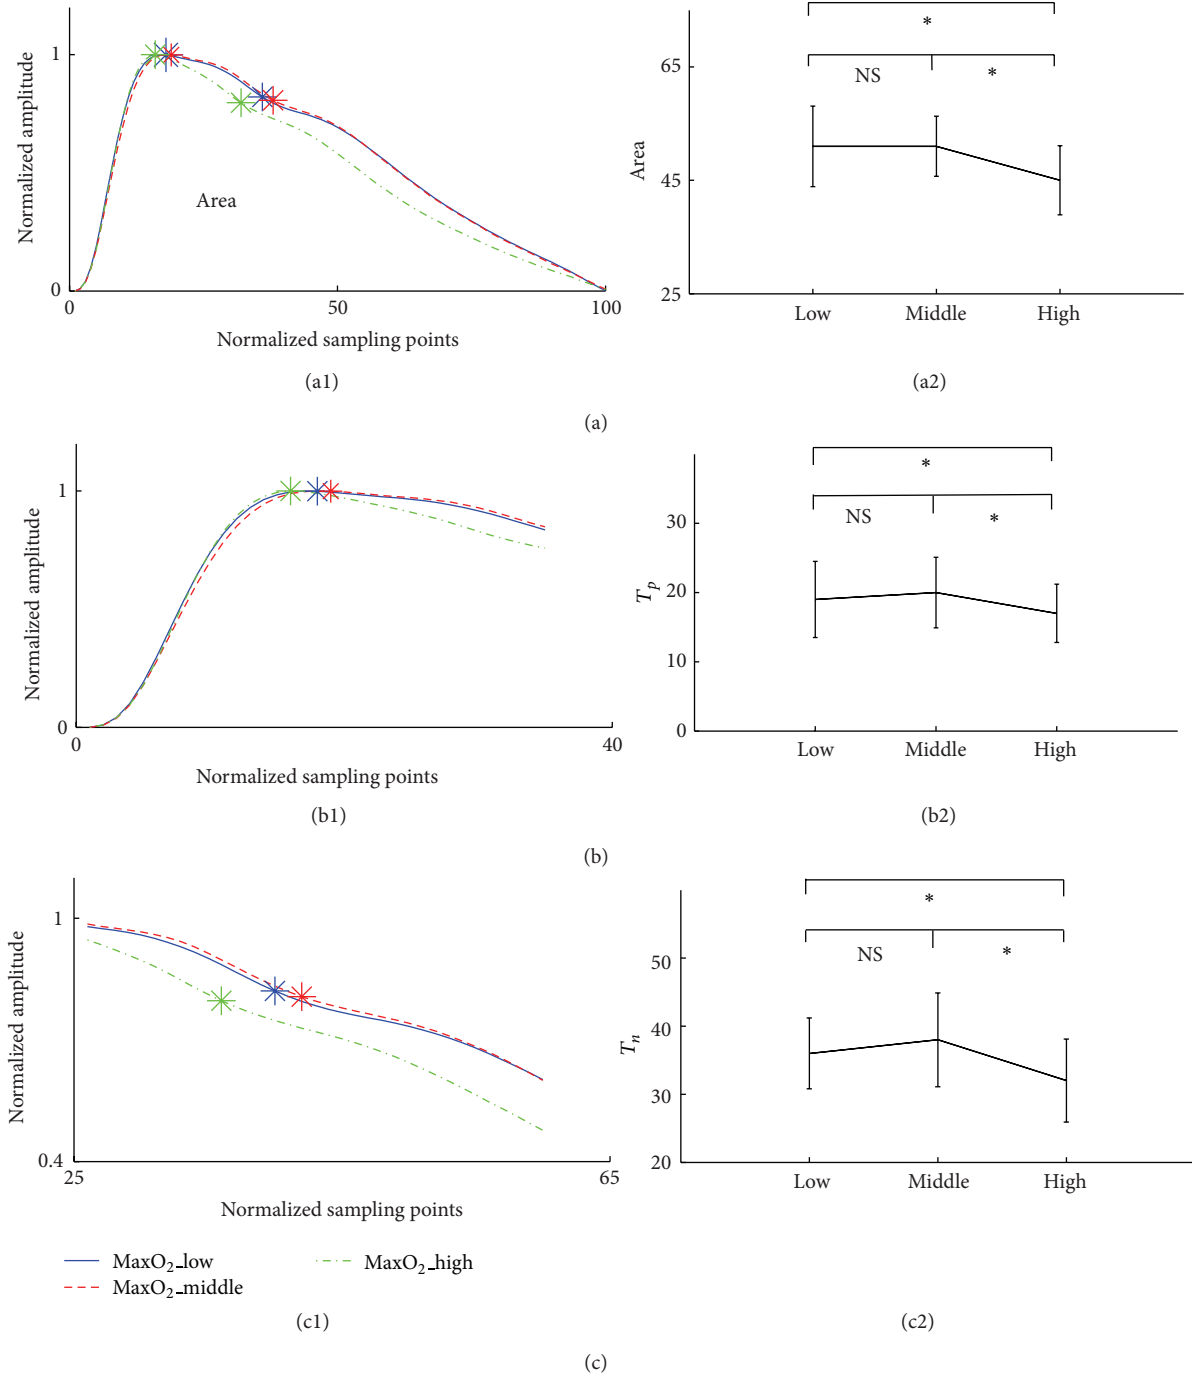 1
0
0
50
100
Normalized amplitude
Area
Normalized sampling points
(a1)
*
NS
*
65
45
25
Area
Low
Middle
High
(a2)
(a)
1
0
0
40
Normalized amplitude
Normalized sampling points
(b1)
*
NS
*
30
20
10
0
Tp
Low
Middle
High
(b2)
(b)
1
0.4
25
65
Normalized amplitude
Normalized sampling points
MaxO2_low
MaxO2_middle
MaxO2_high
(c1)
*
NS
*
50
40
30
20
Tn
Low
Middle
High
(c2)
(c)